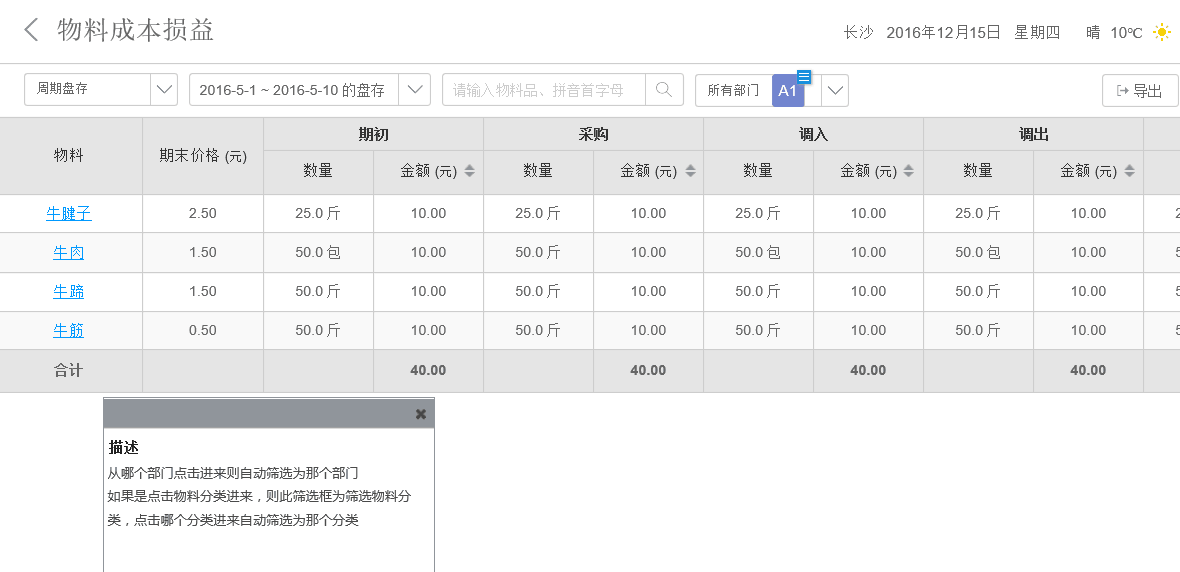 物料成本损益
长沙 2016年12月15日 星期四 晴 10℃
周期盘存 2016-5-1 ~ 2016-5-10 的盘存 请输入物料品、拼音首字母 所有部门 A1 导出
期初 采购 调入 调出
物料 期末价格 (元)
数量 金额 (元) 数量 金额 (元) 数量 金额 (元) 数量 金额 (元)
牛腱子 2.50 25.0 斤 10.00 25.0 斤 10.00 25.0 斤 10.00 25.0 斤 10.00
牛肉 1.50 50.0 包 10.00 50.0 斤 10.00 50.0 包 10.00 50.0 包 10.00
牛蹄 1.50 50.0 斤 10.00 50.0 斤 10.00 50.0 斤 10.00 50.0 斤 10.00
牛筋 0.50 50.0 斤 10.00 50.0 斤 10.00 50.0 斤 10.00 50.0 斤 10.00
合计 40.00 40.00 40.00 40.00
描述
从哪个部门点击进来则自动筛选为那个部门
如果是点击物料分类进来，则此筛选框为筛选物料分
类，点击哪个分类进来自动筛选为那个分类